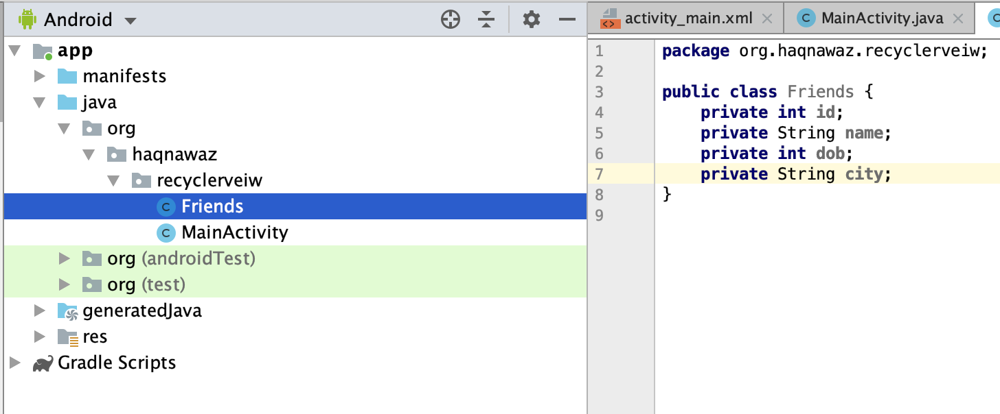 Android
app
manifests
java
org
haqnawaz
recyclerveiw
C Friends
C MainActivity
org (androidTest)
org (test)
generatedJava
res
Gradle Scripts
<> activity_main.xml
C MainActivity.java
C
1 package org.haqnawaz.recyclerveiw;
2
3 public class Friends {
4 private int id;
5 private String name;
6 private int dob;
7 private String city;
8 }
9